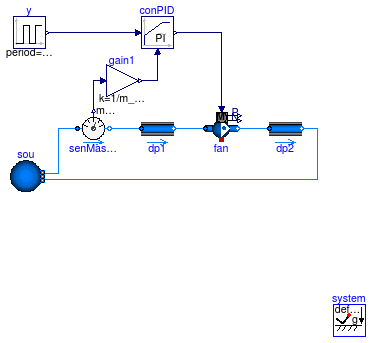 y
conPID
period=...
PI
gain1
k=1/m_...
m...
M
P
sou
senMas...
dp1
fan
dp2
system
def...
g